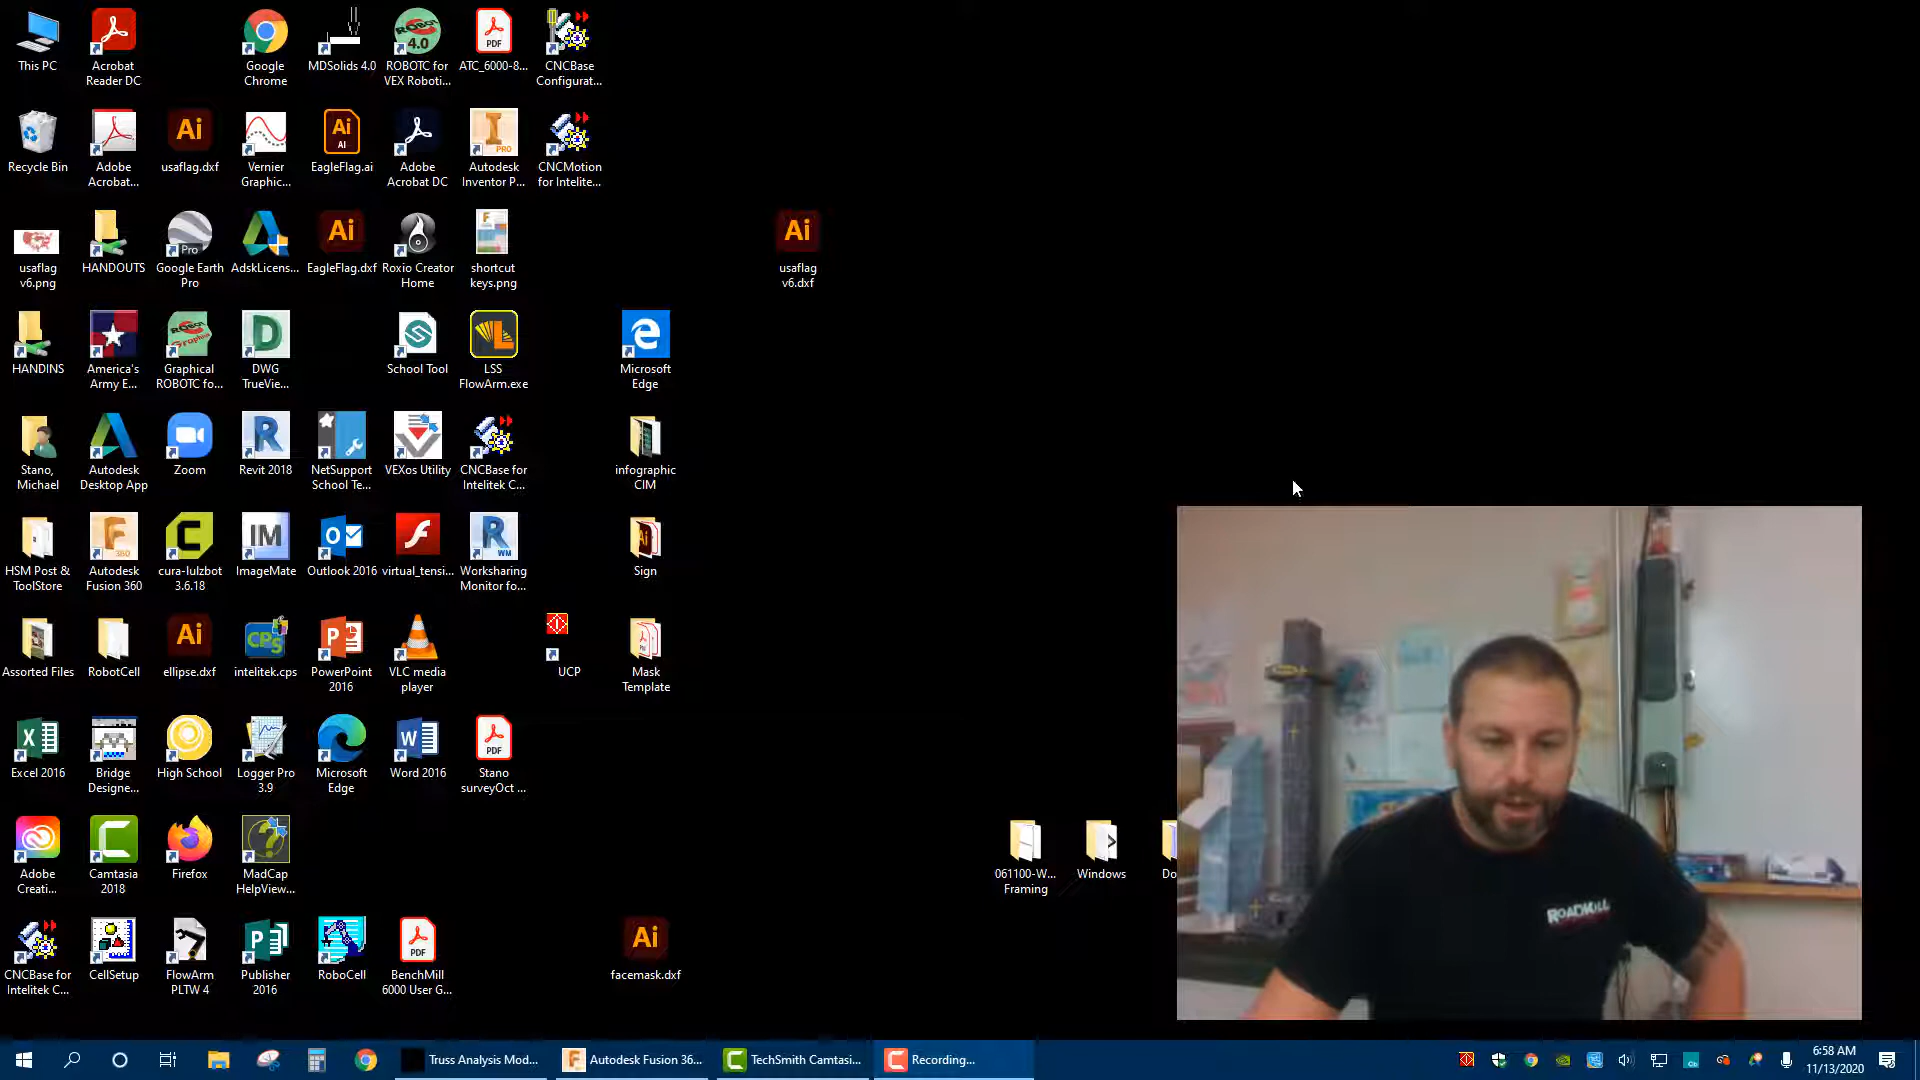 This PC
Acrobat
Reader DC
Google
Chrome
MDSolids 4.0
ROBOTC for
VEX Roboti...
ATC_6000-8...
CNCBase
Configurat...
Recycle Bin
Adobe
Acrobat...
usaflag.dxf
Vernier
Graphic...
EagleFlag.ai
Adobe
Acrobat DC
Autodesk
Inventor P...
CNCMotion
for Intelite...
usaflag
v6.png
HANDOUTS
Google Earth
Pro
AdskLicens...
EagleFlag.dxf
Roxio Creator
Home
shortcut
keys.png
usaflag
v6.dxf
HANDINS
America's
Army E...
Graphical
ROBOTC fo...
DWG
TrueVie...
School Tool
LSS
FlowArm.exe
Microsoft
Edge
Stano,
Michael
Autodesk
Desktop App
Zoom
Revit 2018
NetSupport
School Te...
VEXos Utility
CNCBase for
Intelitek C...
infographic
CIM
HSM Post &
ToolStore
Autodesk
Fusion 360
cura-lulzbot
3.6.18
ImageMate
Outlook 2016
virtual_tensi...
Worksharing
Monitor fo...
Sign
Assorted Files
RobotCell
ellipse.dxf
intelitek.cps
PowerPoint
2016
VLC media
player
UCP
Mask
Template
Excel 2016
Bridge
Designe...
High School
Logger Pro
3.9
Microsoft
Edge
Word 2016
Stano
surveyOct ...
Adobe
Creati...
Camtasia
2018
Firefox
MadCap
HelpView...
061100-W...
Framing
Windows
Do
CNCBase for
Intelitek C...
CellSetup
FlowArm
PLTW 4
Publisher
2016
RoboCell
BenchMill
6000 User G...
facemask.dxf
ROADKILL
Truss Analysis Mod...
Autodesk Fusion 36...
TechSmith Camtasi...
Recording...
6:58 AM
11/13/2020